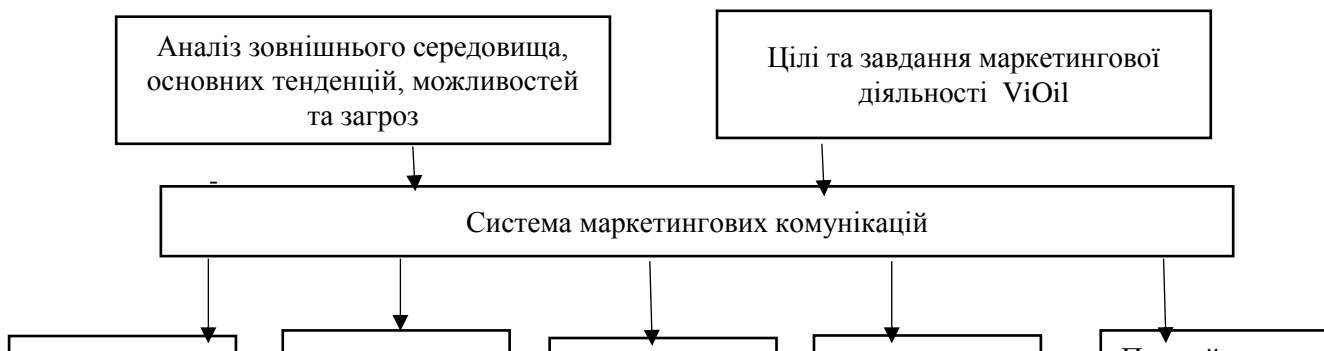 Аналіз зовнішнього середовища,
основних тенденцій, можливостей
та загроз
Цілі та завдання маркетингової
діяльності ViOil
-
Система маркетингових комунікацій